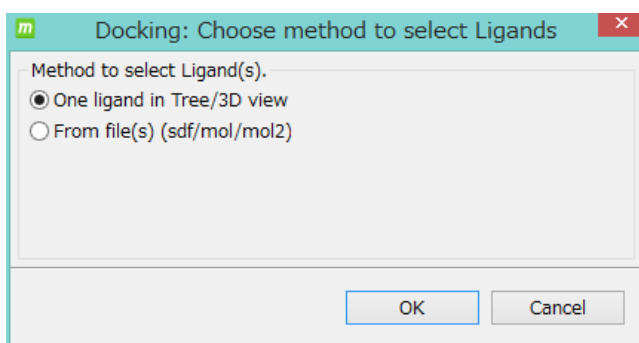 m
Docking: Choose method to select Ligands
Method to select Ligand(s).
One ligand in Tree/3D view
From file(s) (sdf/mol/mol2)
OK
Cancel